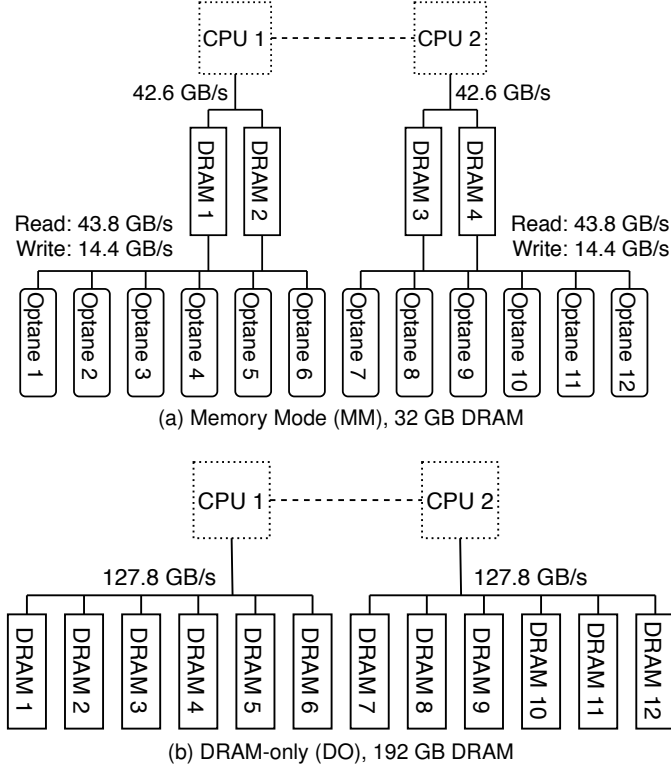 CPU 1
CPU 2
42.6 GB/s
42.6 GB/s
DRAM 1
DRAM 2
DRAM 3
DRAM 4
Read: 43.8 GB/s
Write: 14.4 GB/s
Read: 43.8 GB/s
Write: 14.4 GB/s
Optane 1
Optane 2
Optane 3
Optane 4
Optane 5
Optane 6
Optane 7
Optane 8
Optane 9
Optane 10
Optane 11
Optane 12
(a) Memory Mode (MM), 32 GB DRAM
CPU 1
CPU 2
127.8 GB/s
127.8 GB/s
DRAM 1
DRAM 2
DRAM 3
DRAM 4
DRAM 5
DRAM 6
DRAM 7
DRAM 8
DRAM 9
DRAM 10
DRAM 11
DRAM 12
(b) DRAM-only (DO), 192 GB DRAM